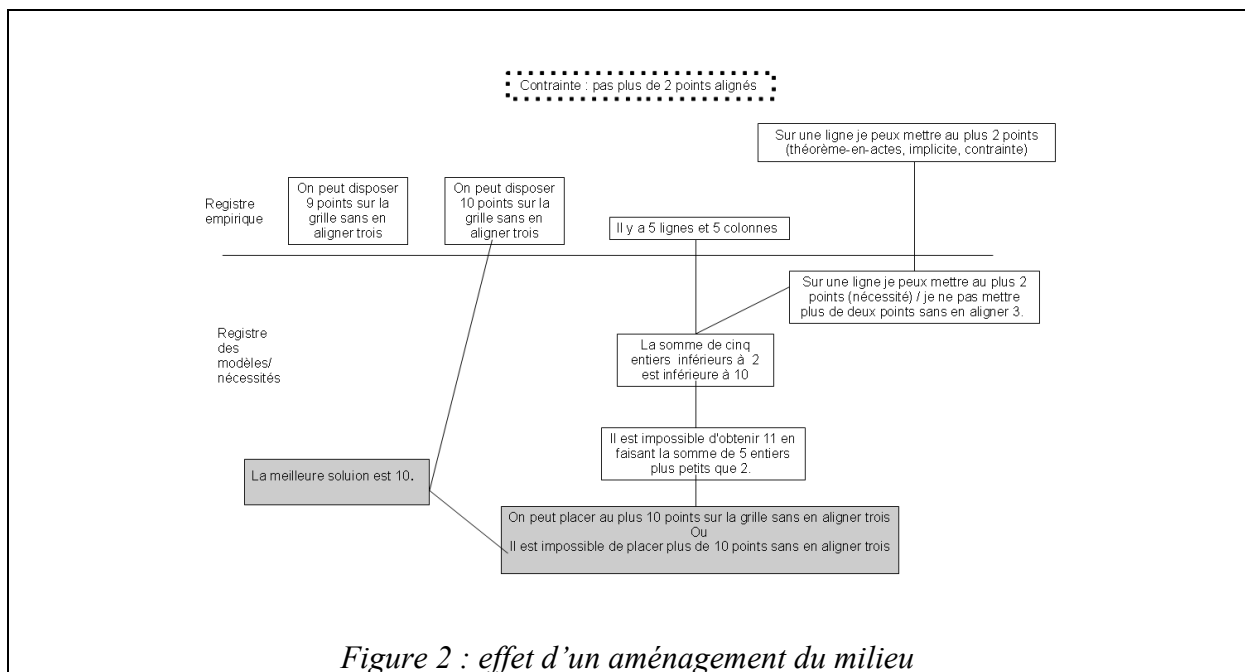 Contrainte : pas plus de 2 points alignés
Sur une ligne je peux mettre au plus 2 points
(théorème-en-actes, implicite, contrainte)
Registre
empirique
On peut disposer
9 points sur la
grille sans en
aligner trois
On peut disposer
10 points sur la
grille sans en
aligner trois
Il y a 5 lignes et 5 colonnes
Sur une ligne je peux mettre au plus 2
points (nécessité) / je ne pas mettre
plus de deux points sans en aligner 3.
Registre
des
modèles/
nécessités
La somme de cinq
entiers inférieurs à 2
est inférieure à 10
Il est impossible d'obtenir 11 en
faisant la somme de 5 entiers
plus petits que 2.
La meilleure soluion est 10.
On peut placer au plus 10 points sur la grille sans en aligner trois
Ou
Il est impossible de placer plus de 10 points sans en aligner trois
Figure 2 : effet d'un aménagement du milieu